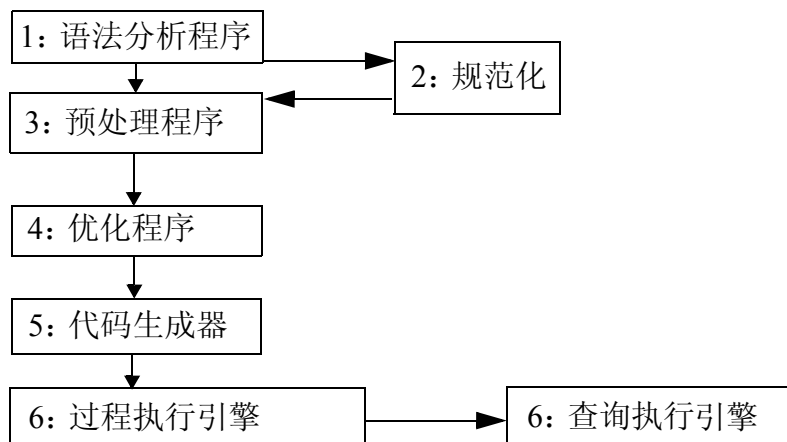 1: 语法分析程序
2: 规范化
3: 预处理程序
4: 优化程序
5: 代码生成器
6: 过程执行引擎
6: 查询执行引擎